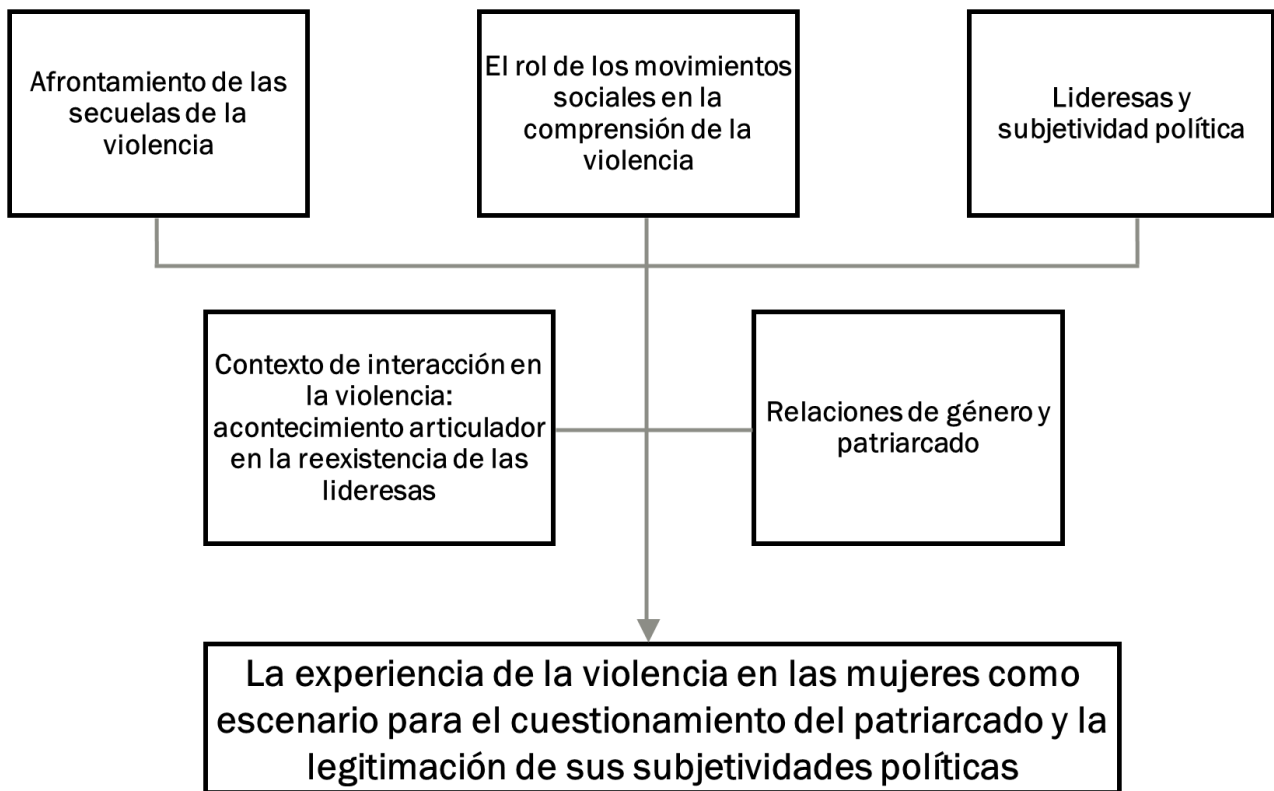 Afrontamiento de las
secuelas de la
violencia
El rol de los movimientos
sociales en la
comprensión de la
violencia
Lideresas y
subjetividad política
Contexto de interacción en
la violencia:
acontecimiento articulador
en la reexistencia de las
lideresas
Relaciones de género y
patriarcado
La experiencia de la violencia en las mujeres como
escenario para el cuestionamiento del patriarcado y la
legitimación de sus subjetividades políticas